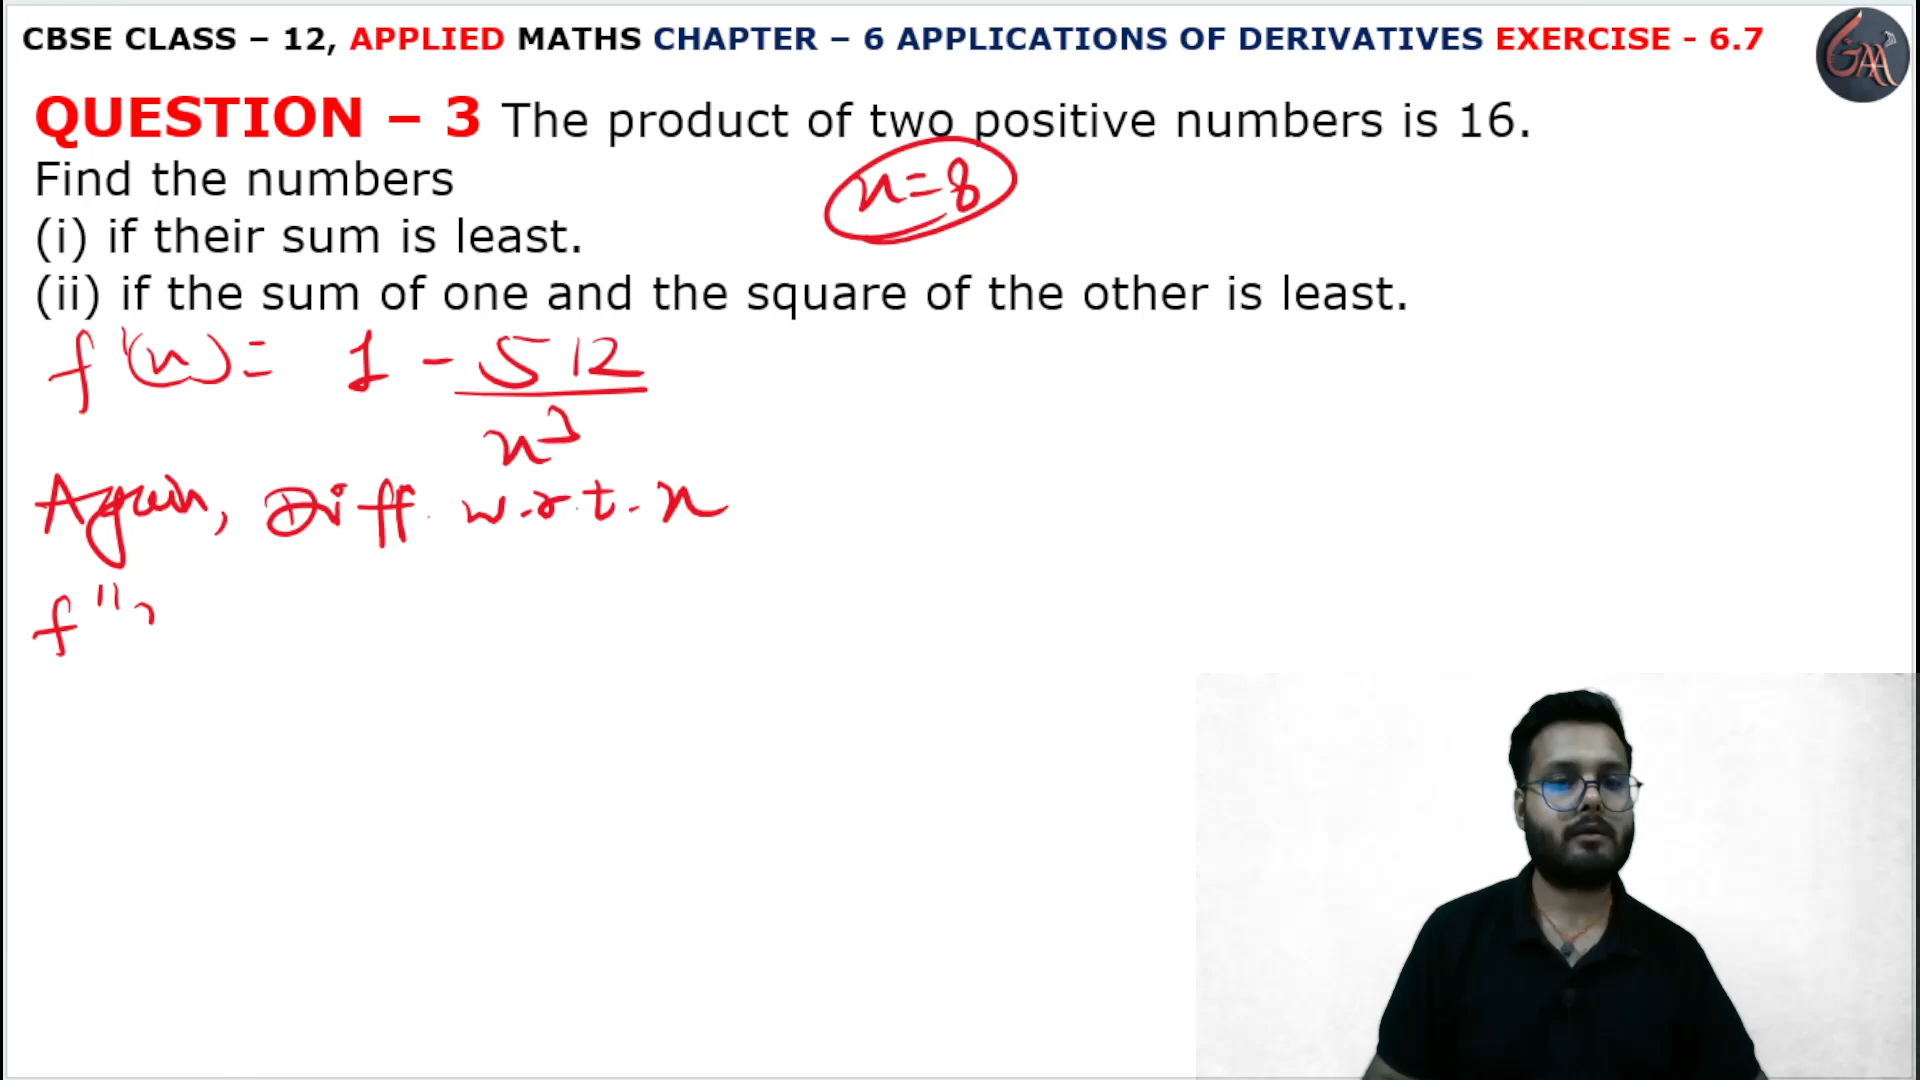 CBSE CLASS – 12, APPLIED MATHS CHAPTER – 6 APPLICATIONS OF DERIVATIVES EXERCISE - 6.7
QUESTION – 3 The product of two positive numbers is 16.
Find the numbers
x=8
(i) if their sum is least.
(ii) if the sum of one and the square of the other is least.
f'(x) = 1 - 512/x³
Again, Diff. w.r.t. x
f''